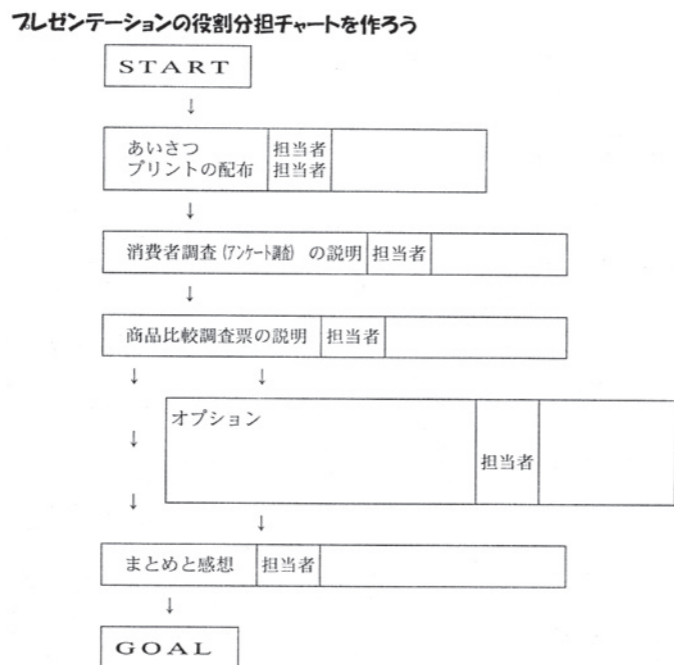 プレゼンテーションの役割分担チャートを作ろう
START
↓
あいさつ 担当者
プリントの配布 担当者
↓
消費者調査(アンケート調査) の説明 担当者
↓
商品比較調査票の説明 担当者
↓ ↓
オプション
↓
担当者
↓
↓
まとめと感想 担当者
↓
GOAL